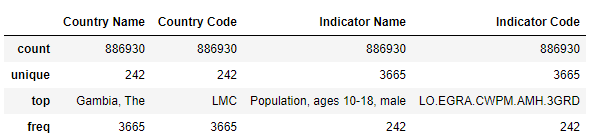 Country Name Country Code Indicator Name Indicator Code
count 886930 886930 886930 886930
unique 242 242 3665 3665
top Gambia, The LMC Population, ages 10-18, male LO.EGRA.CWPM.AMH.3GRD
freq 3665 3665 242 242